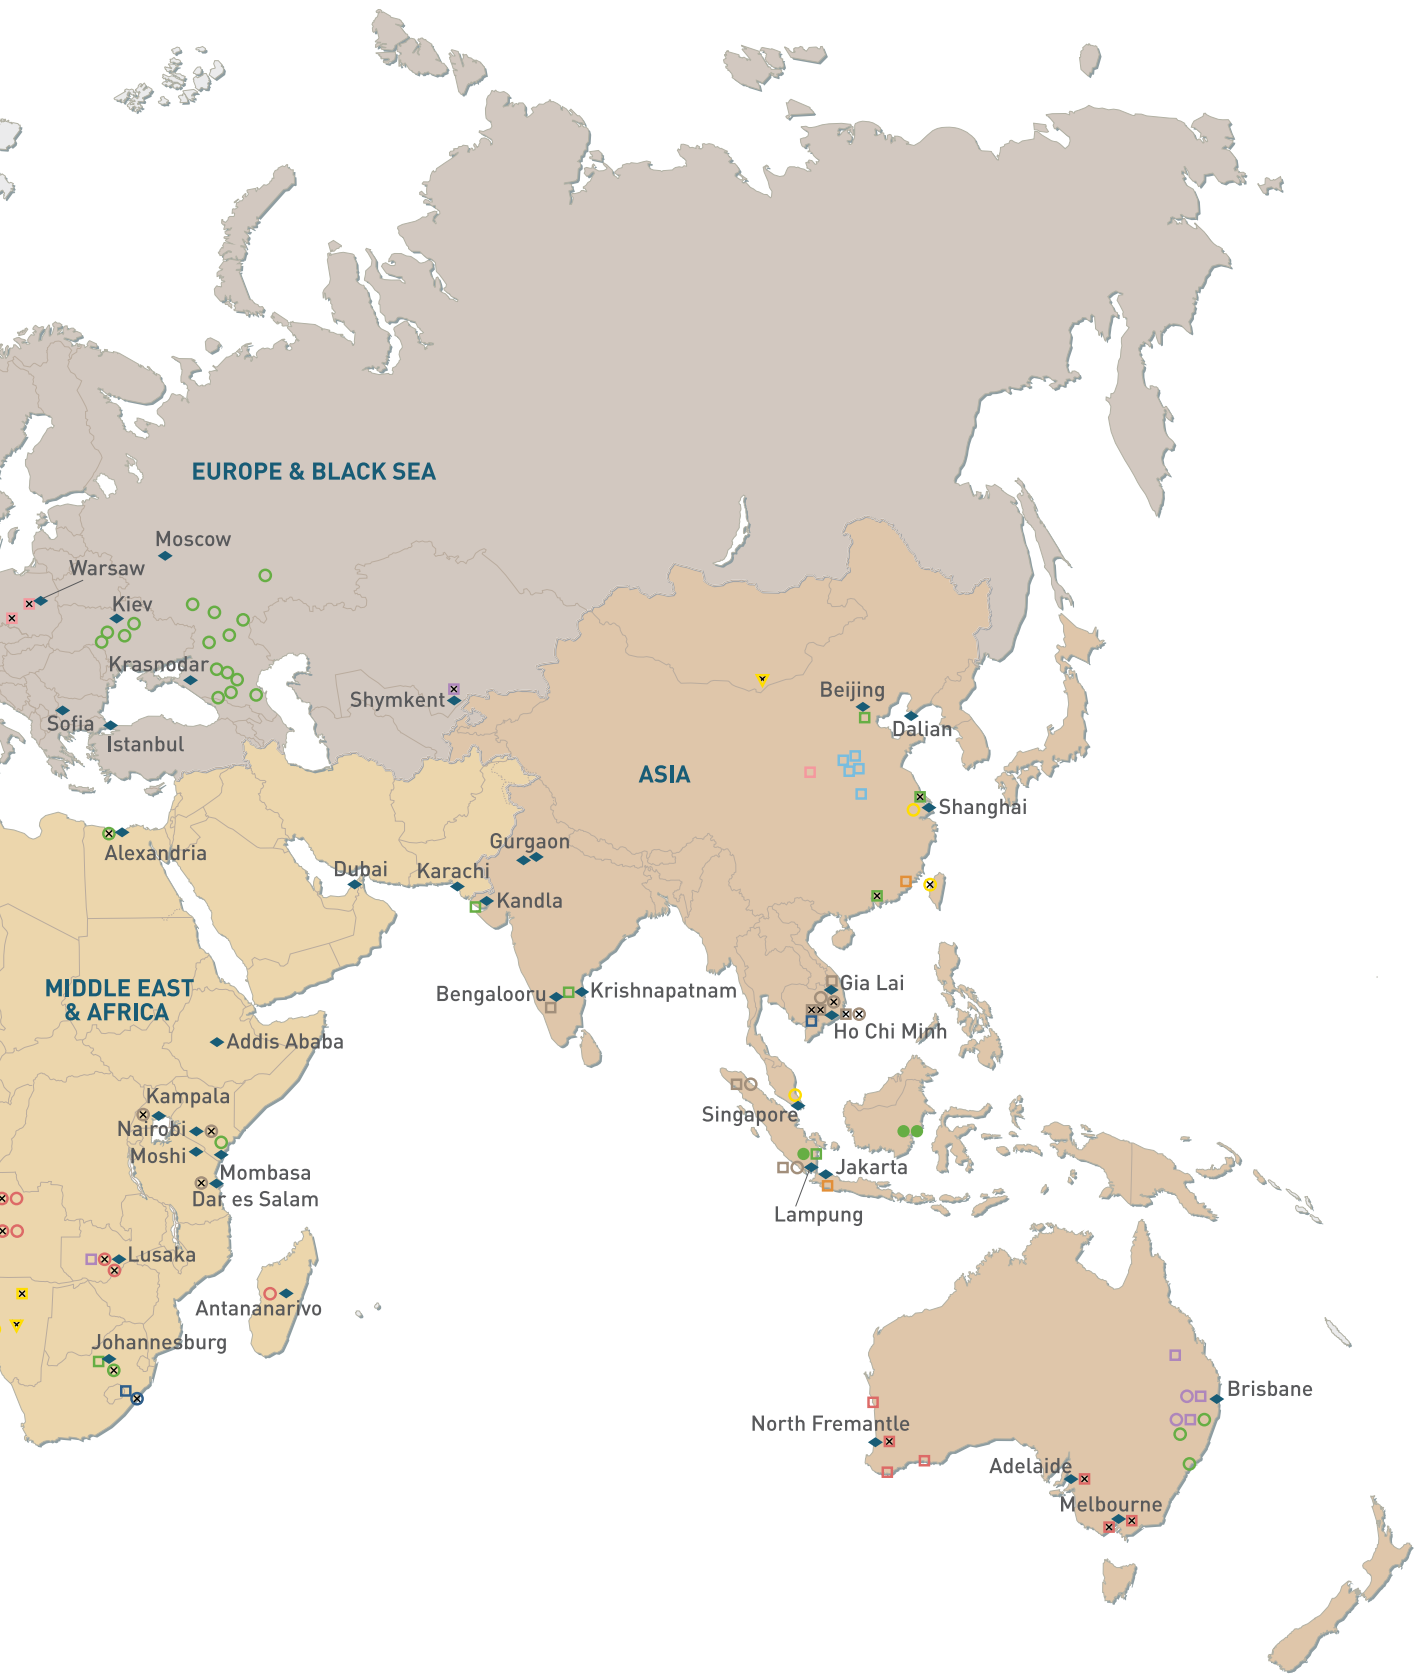 EUROPE & BLACK SEA
Moscow
Warsaw
Kiev
Krasnodar
Shymkent
Sofia
Istanbul
Beijing
Dalian
ASIA
Shanghai
Alexandria
Gurgaon
Dubai
Karachi
Kandla
MIDDLE EAST
& AFRICA
Bengalooru
Krishnapatnam
Gia Lai
Ho Chi Minh
Addis Ababa
Kampala
Nairobi
Moshi
Mombasa
Dar es Salam
Singapore
Jakarta
Lampung
Lusaka
Antananarivo
Johannesburg
Brisbane
North Fremantle
Adelaide
Melbourne